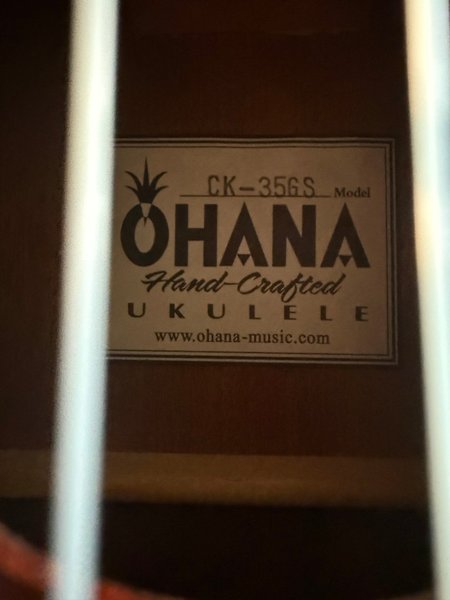 CK-35GS Model
OHANA
Hand-Crafted
UKULELE
www.ohana-music.com